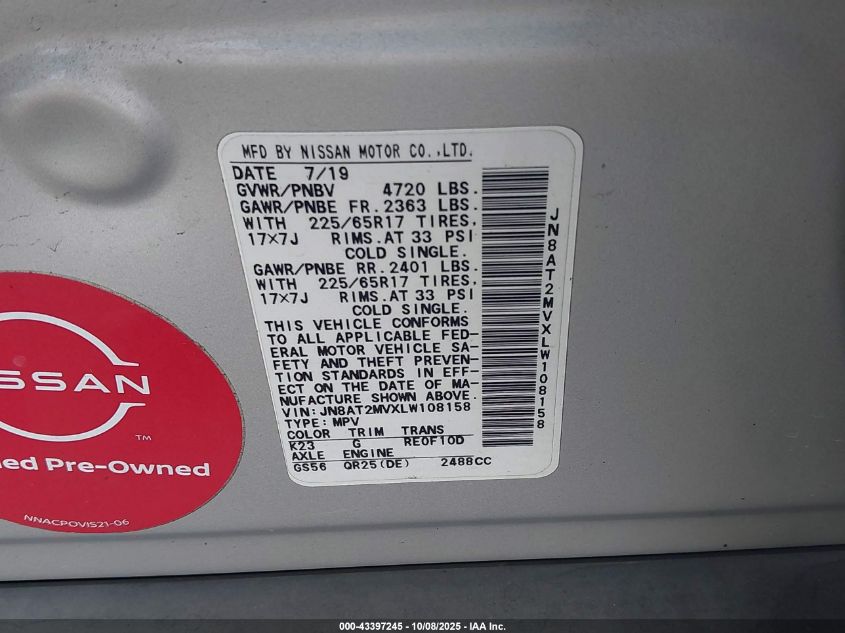 MFD BY NISSAN MOTOR CO.,LTD.
DATE 7/19
GVWR/PNBV 4720 LBS.
GAWR/PNBE FR. 2363 LBS.
WITH 225/65R17 TIRES,
17×7J RIMS.AT 33 PSI
COLD SINGLE.
GAWR/PNBE RR. 2401 LBS.
WITH 225/65R17 TIRES,
17×7J RIMS.AT 33 PSI
COLD SINGLE.
THIS VEHICLE CONFORMS
TO ALL APPLICABLE FED-
ERAL MOTOR VEHICLE SA-
FETY AND THEFT PREVEN-
TION STANDARDS IN EFF-
ECT ON THE DATE OF MA-
NUFACTURE SHOWN ABOVE.
VIN: JN8AT2MVXLW108158
TYPE: MPV
COLOR TRIM TRANS
K23 G RE0F10D
AXLE ENGINE
GS56 QR25(DE) 2488CC
JN8AT2MVXLW108158
SSAN
TM
Pre-Owned
NNACPOVIS21-06
000-43397245 - 10/08/2025 - IAA Inc.